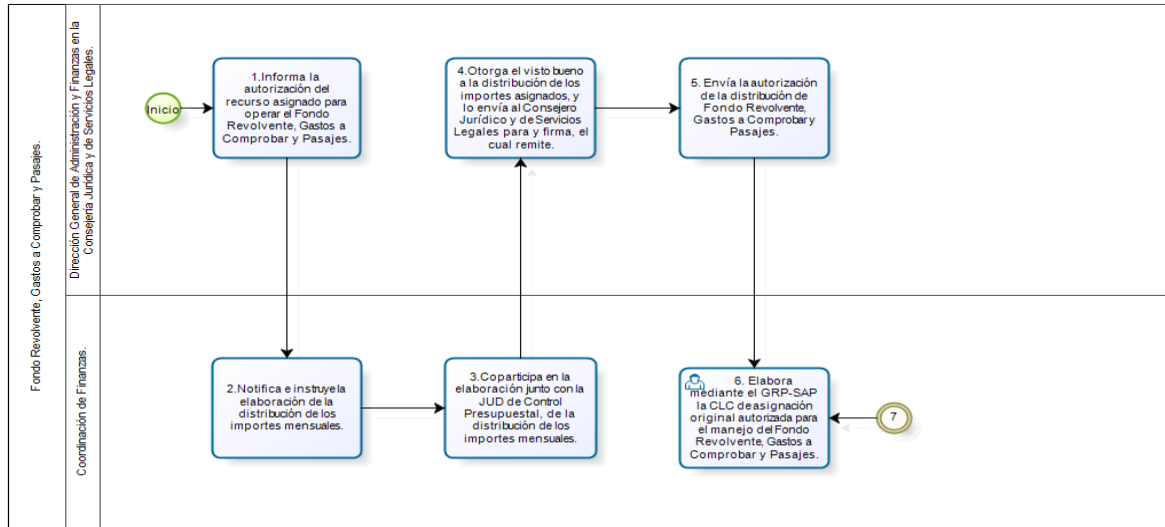 Fondo Revolvente, Gastos a Comprobar y Pasajes.
Dirección General de Administración y Finanzas en la
Consejería Jurídica y de Servicios Legales.
Inicio
1.Informa la
autorización del
recurso asignado para
operar el Fondo
Revolvente, Gastos a
Comprobar y Pasajes.
4.Otorga el visto bueno
a la distribución de los
importes asignados, y
lo envía al Consejero
Jurídico y de Servicios
Legales para y firma, el
cual remite.
5. Envía la autorización
de la distribución de
Fondo Revolvente,
Gastos a Comprobar y
Pasajes.
Coordinación de Finanzas.
2.Notifica e instruye la
elaboración de la
distribución de los
importes mensuales.
3.Coparticipa en la
elaboración junto con la
JUD de Control
Presupuestal, de la
distribución de los
importes mensuales.
6. Elabora
mediante el GRP-SAP
la CLC de asignación
original autorizada para
el manejo del Fondo
Revolvente, Gastos a
Comprobar y Pasajes.
7